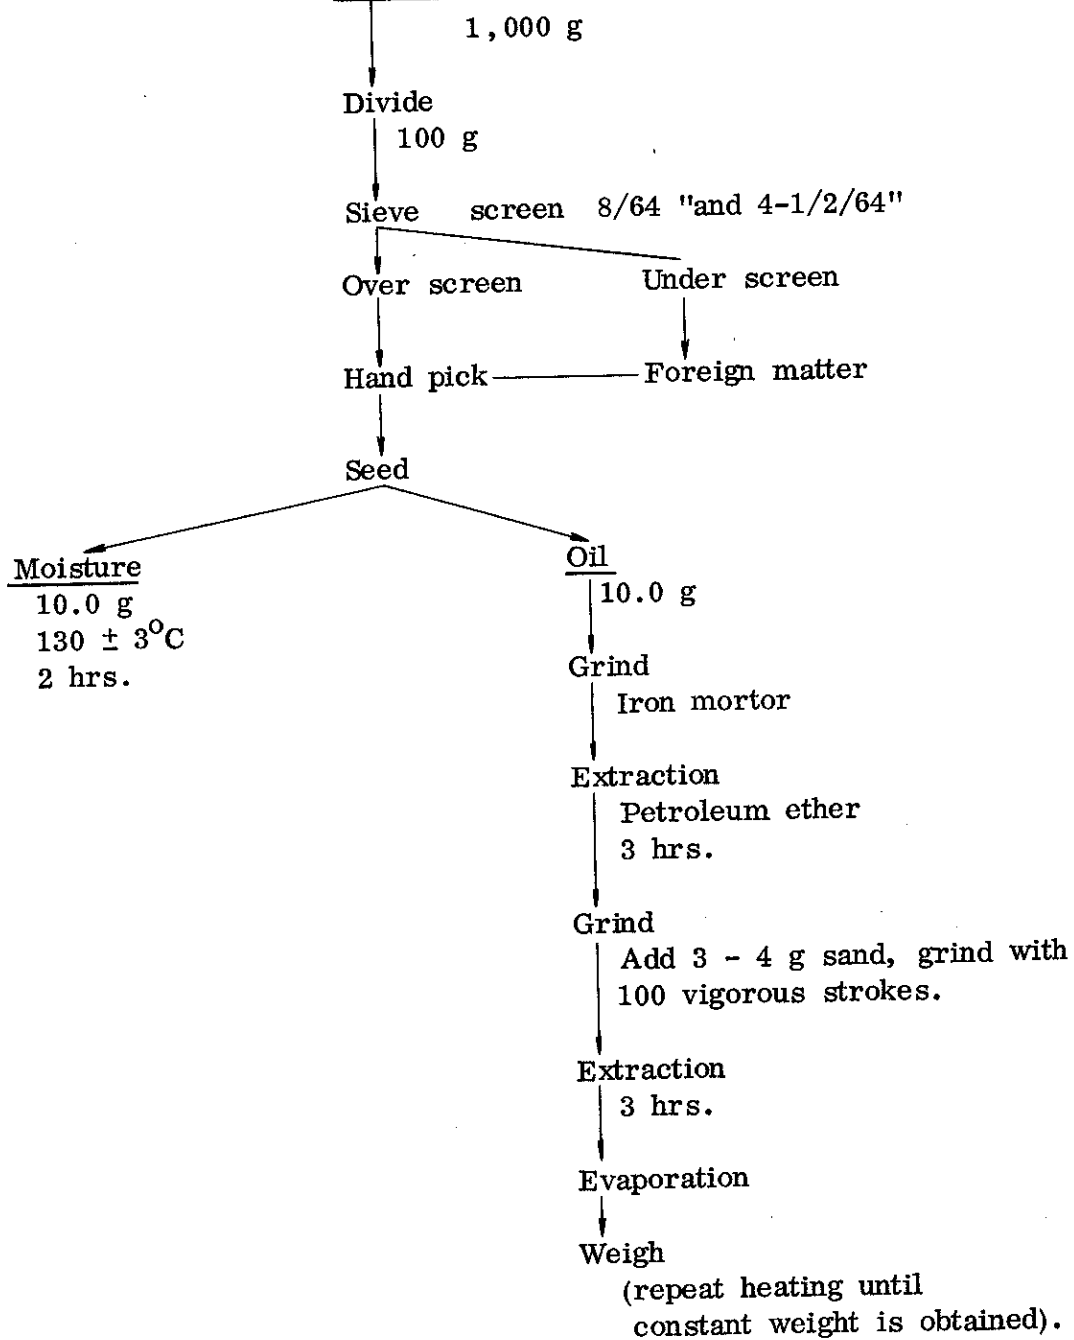 1,000 g
Divide
100 g
Sieve screen 8/64 "and 4-1/2/64"
Over screen
Under screen
Hand pick
Foreign matter
Seed
Moisture
10.0 g
130 ± 3°C
2 hrs.
Oil
10.0 g
Grind
Iron mortor
Extraction
Petroleum ether
3 hrs.
Grind
Add 3 - 4 g sand, grind with
100 vigorous strokes.
Extraction
3 hrs.
Evaporation
Weigh
(repeat heating until
constant weight is obtained).